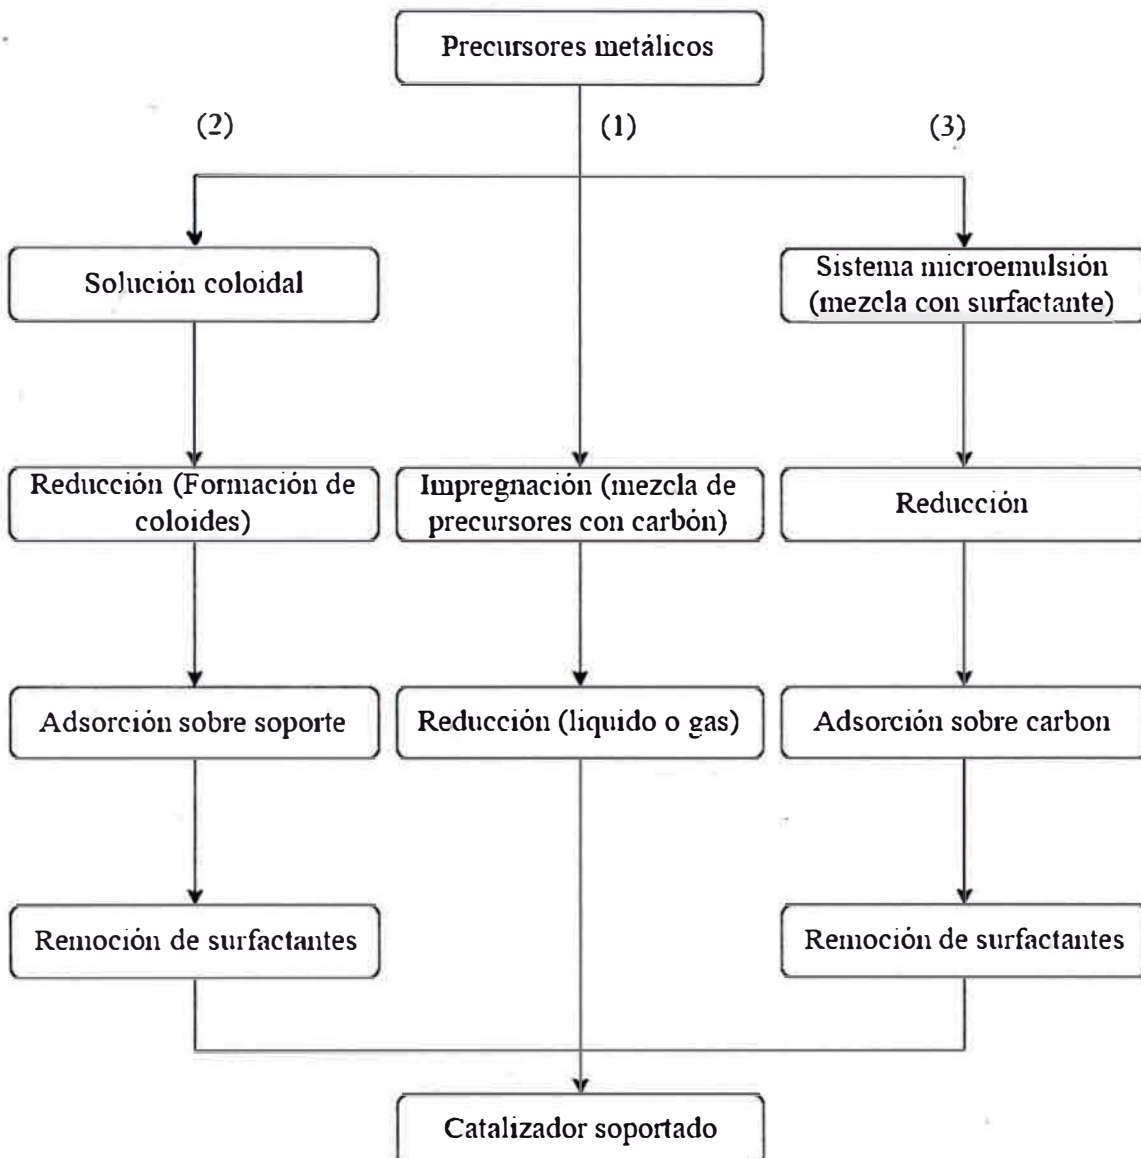 Precursores metálicos
(2)
(1)
(3)
Solución coloidal
Sistema microemulsión
(mezcla con surfactante)
Reducción (Formación de
coloides)
Impregnación (mezcla de
precursores con carbón)
Reducción
Adsorción sobre soporte
Reducción (liquido o gas)
Adsorción sobre carbon
Remoción de surfactantes
Remoción de surfactantes
Catalizador soportado